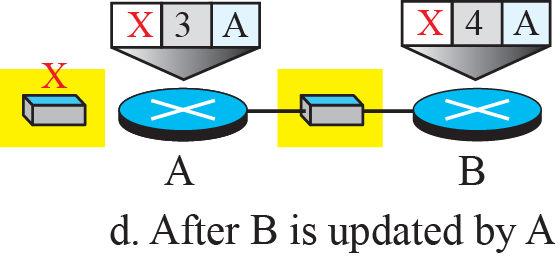 X 3 A
X 4 A
X
A
B
d. After B is updated by A